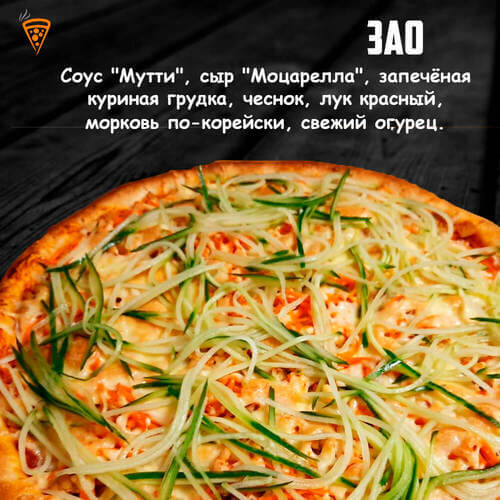 ЗАО
Соус "Мутти", сыр "Моцарелла", запечёная
куриная грудка, чеснок, лук красный,
морковь по-корейски, свежий огурец.